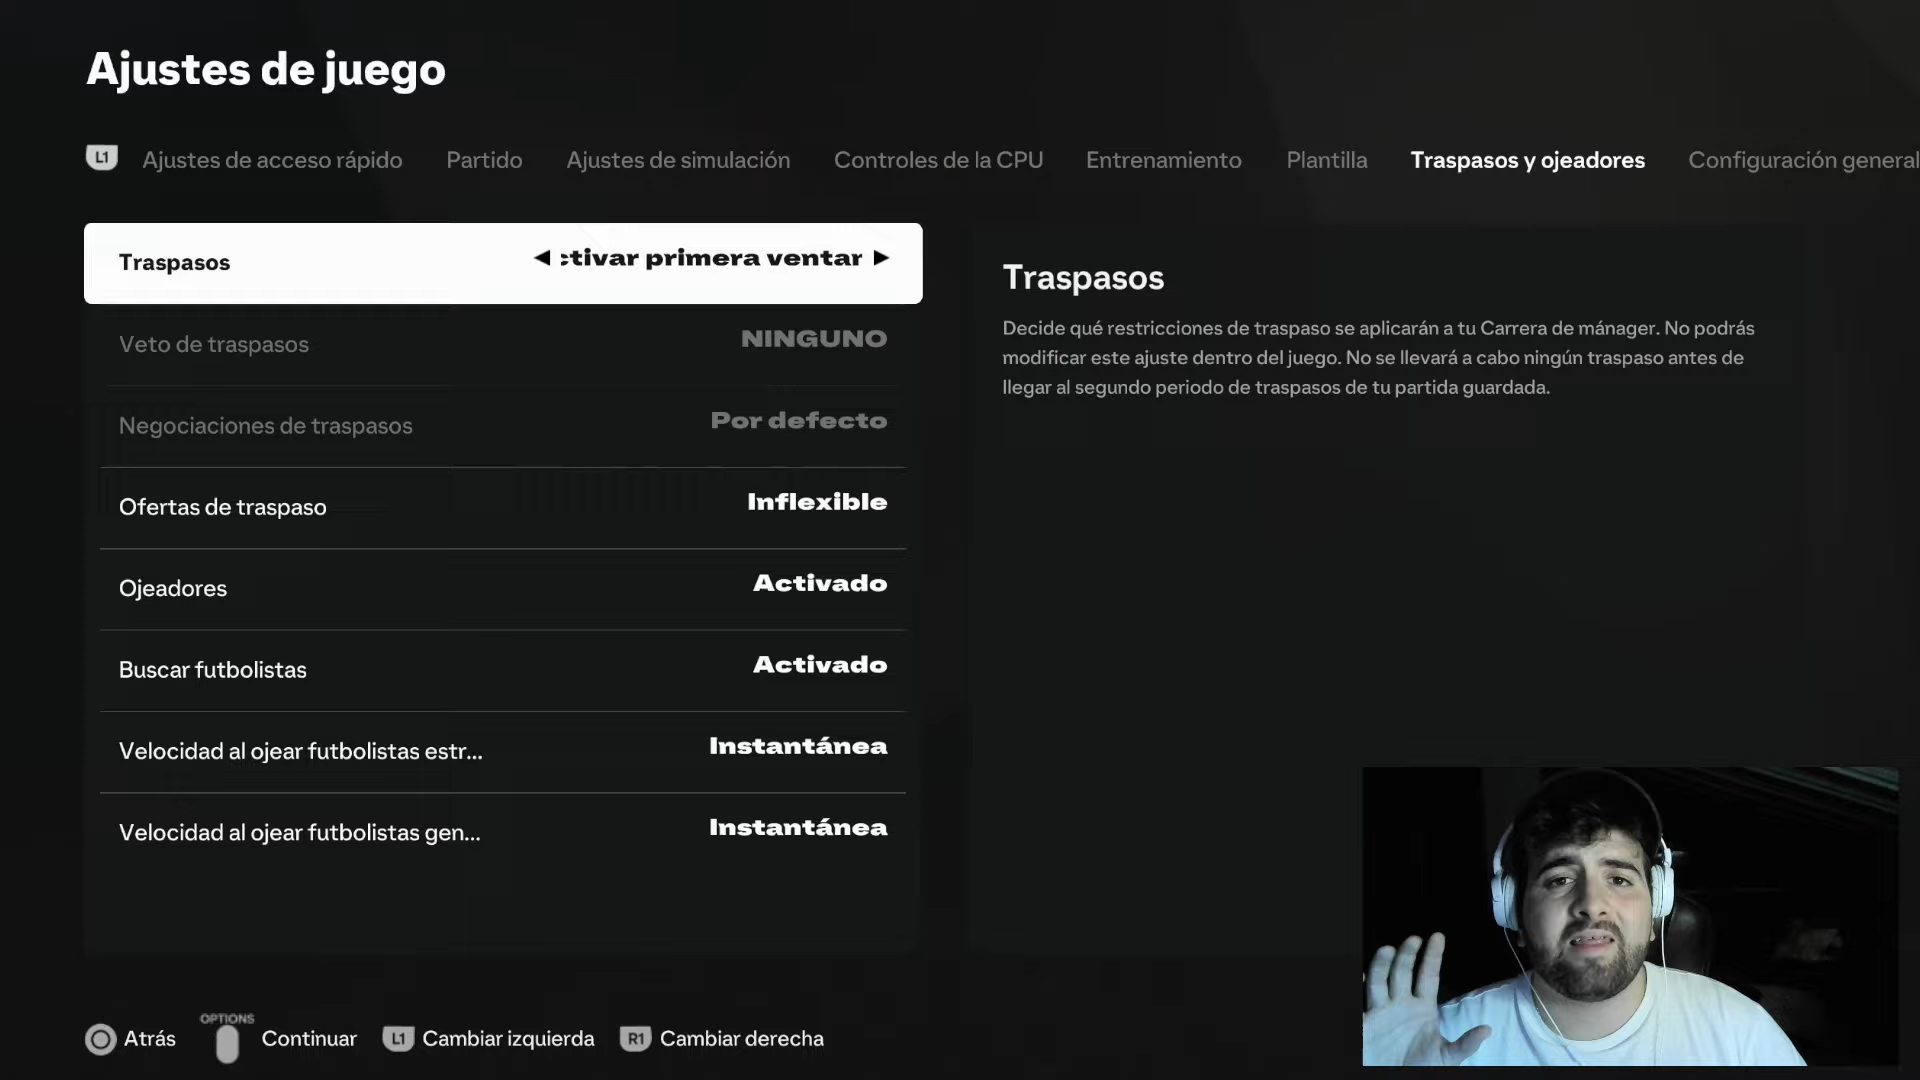 Ajustes de juego
L1 Ajustes de acceso rápido Partido Ajustes de simulación Controles de la CPU Entrenamiento Plantilla Traspasos y ojeadores Configuración general
Traspasos ctivar primera ventar
Veto de traspasos NINGUNO
Negociaciones de traspasos Por defecto
Ofertas de traspaso Inflexible
Ojeadores Activado
Buscar futbolistas Activado
Velocidad al ojear futbolistas estr... Instantánea
Velocidad al ojear futbolistas gen... Instantánea
Traspasos
Decide qué restricciones de traspaso se aplicarán a tu Carrera de mánager. No podrás
modificar este ajuste dentro del juego. No se llevará a cabo ningún traspaso antes de
llegar al segundo periodo de traspasos de tu partida guardada.
Atrás OPTIONS Continuar L1 Cambiar izquierda R1 Cambiar derecha